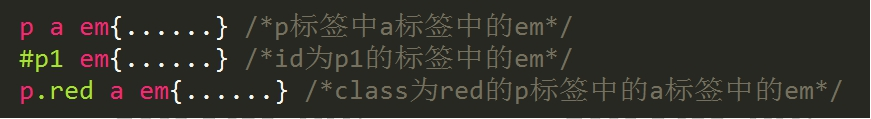 p a em{......} /*p标签中a标签中的em*/
#p1 em{......} /*id为p1的标签中的em*/
p.red a em{......} /*class为red的p标签中的a标签中的em*/